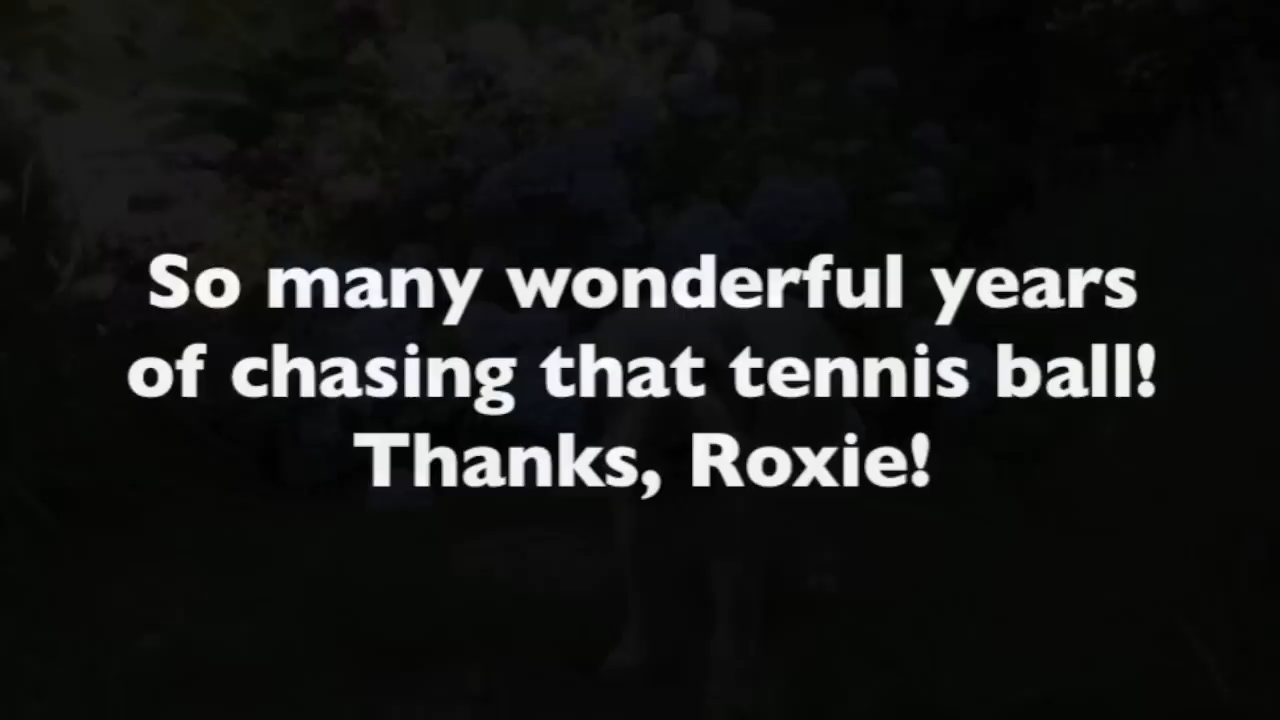 So many wonderful years
of chasing that tennis ball!
Thanks, Roxie!